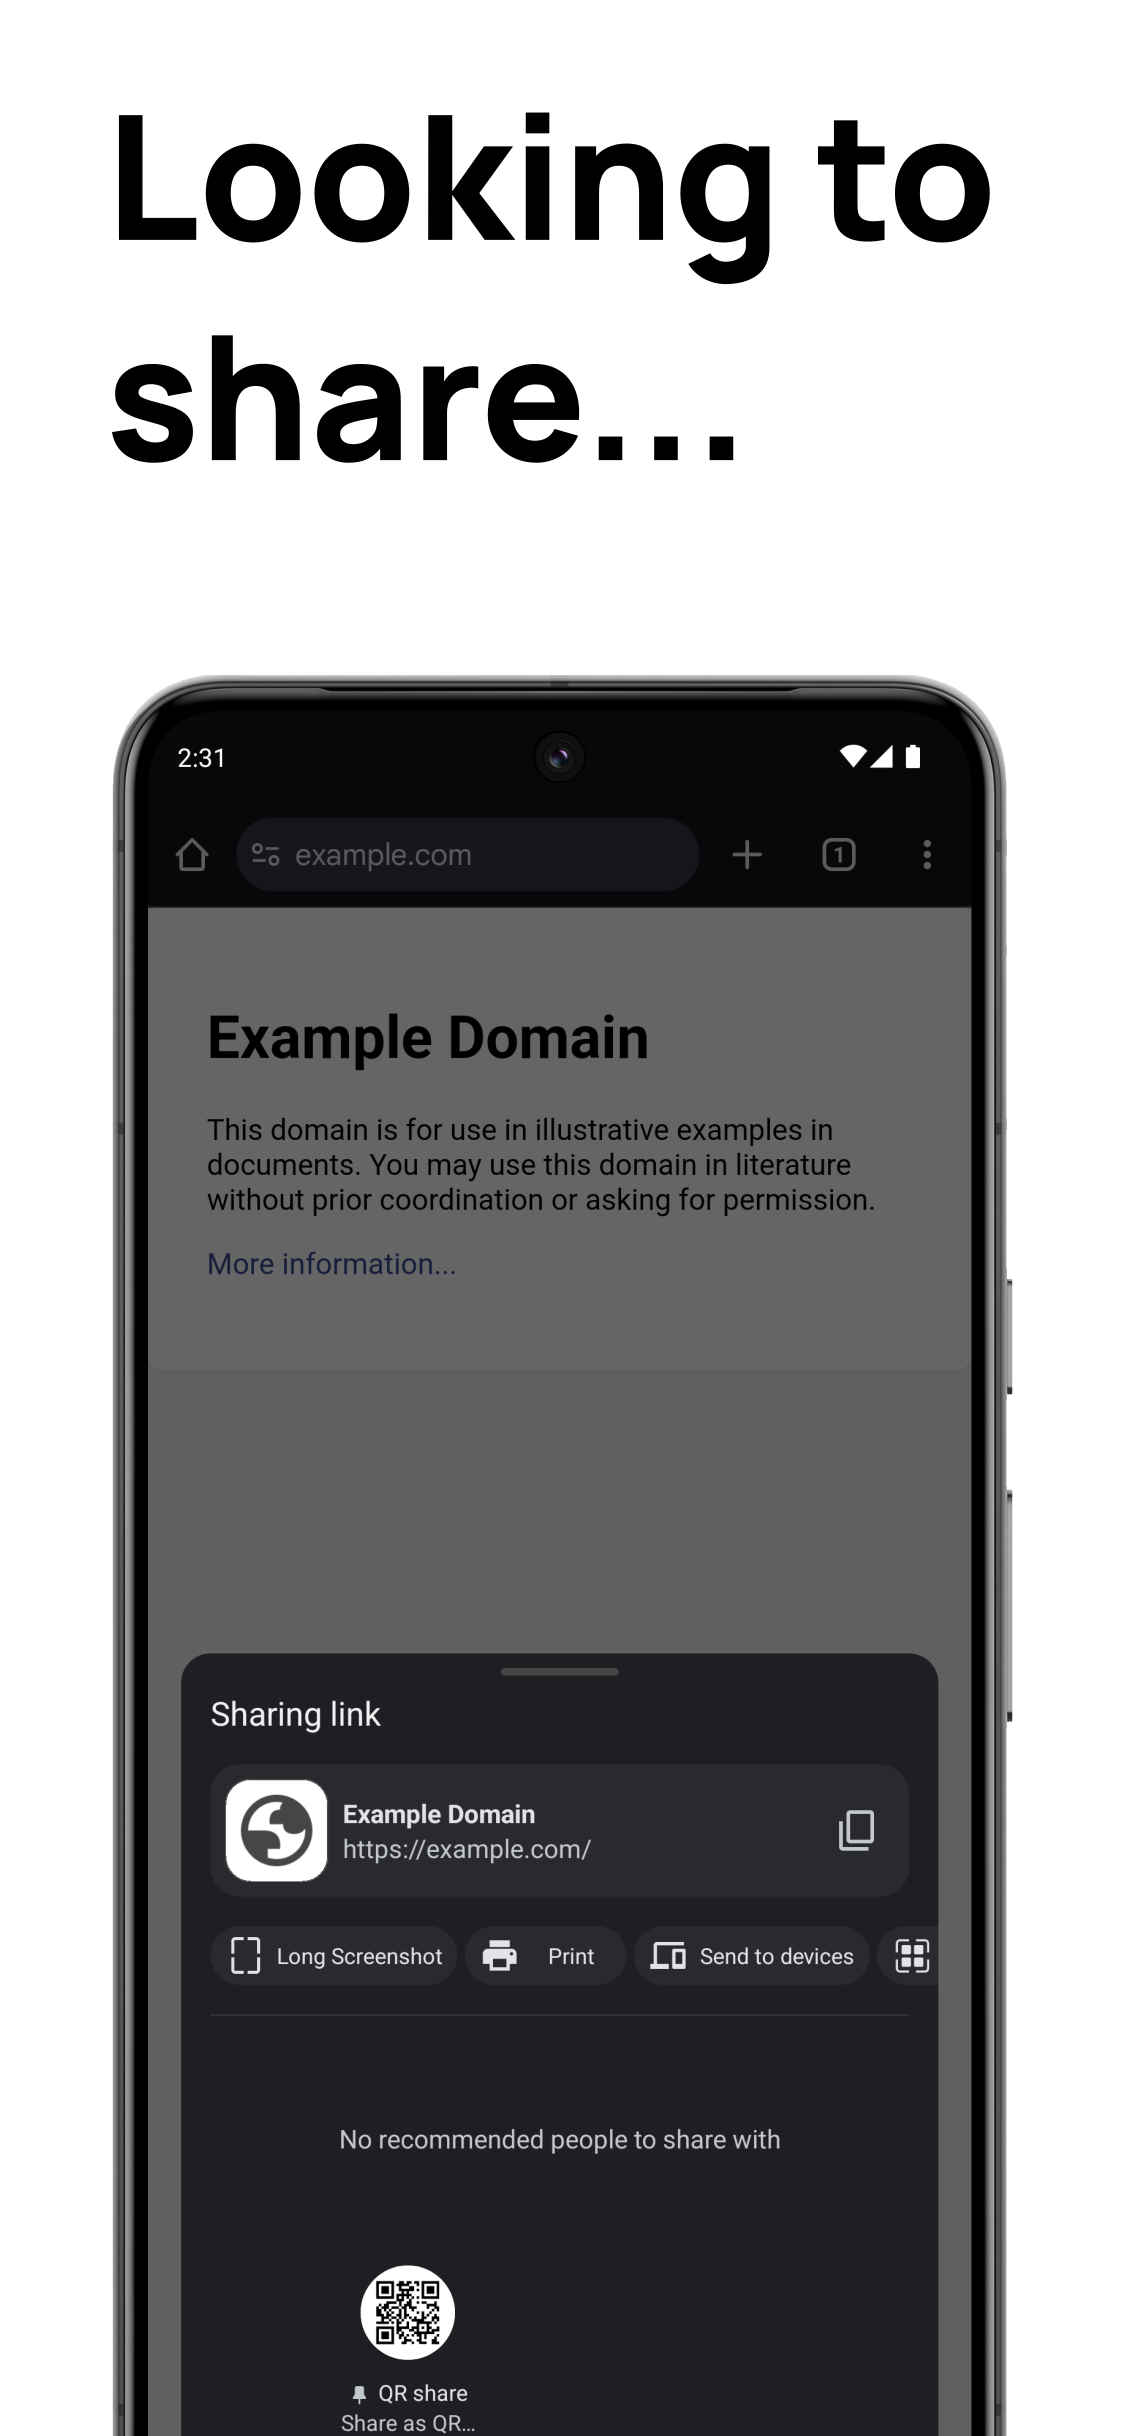 Looking to
share...
2:31
example.com
1
Example Domain
This domain is for use in illustrative examples in
documents. You may use this domain in literature
without prior coordination or asking for permission.
More information...
Sharing link
Example Domain
https://example.com/
Long Screenshot Print Send to devices
No recommended people to share with
QR share
Share as QR...